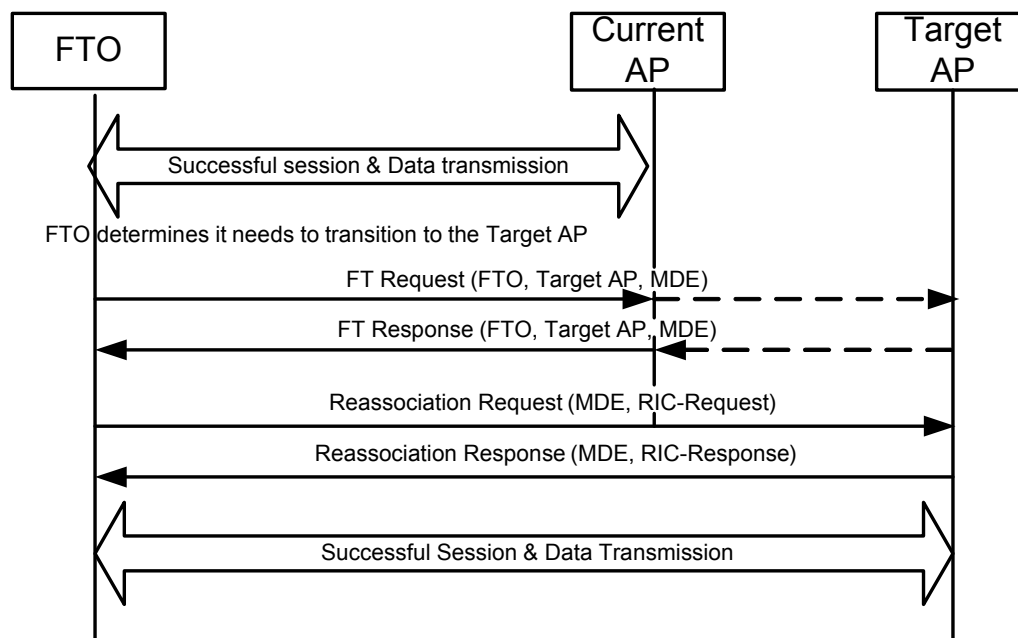 FTO
Current
AP
Target
AP
Successful session & Data transmission
FTO determines it needs to transition to the Target AP
FT Request (FTO, Target AP, MDE)
FT Response (FTO, Target AP, MDE)
Reassociation Request (MDE, RIC-Request)
Reassociation Response (MDE, RIC-Response)
Successful Session & Data Transmission